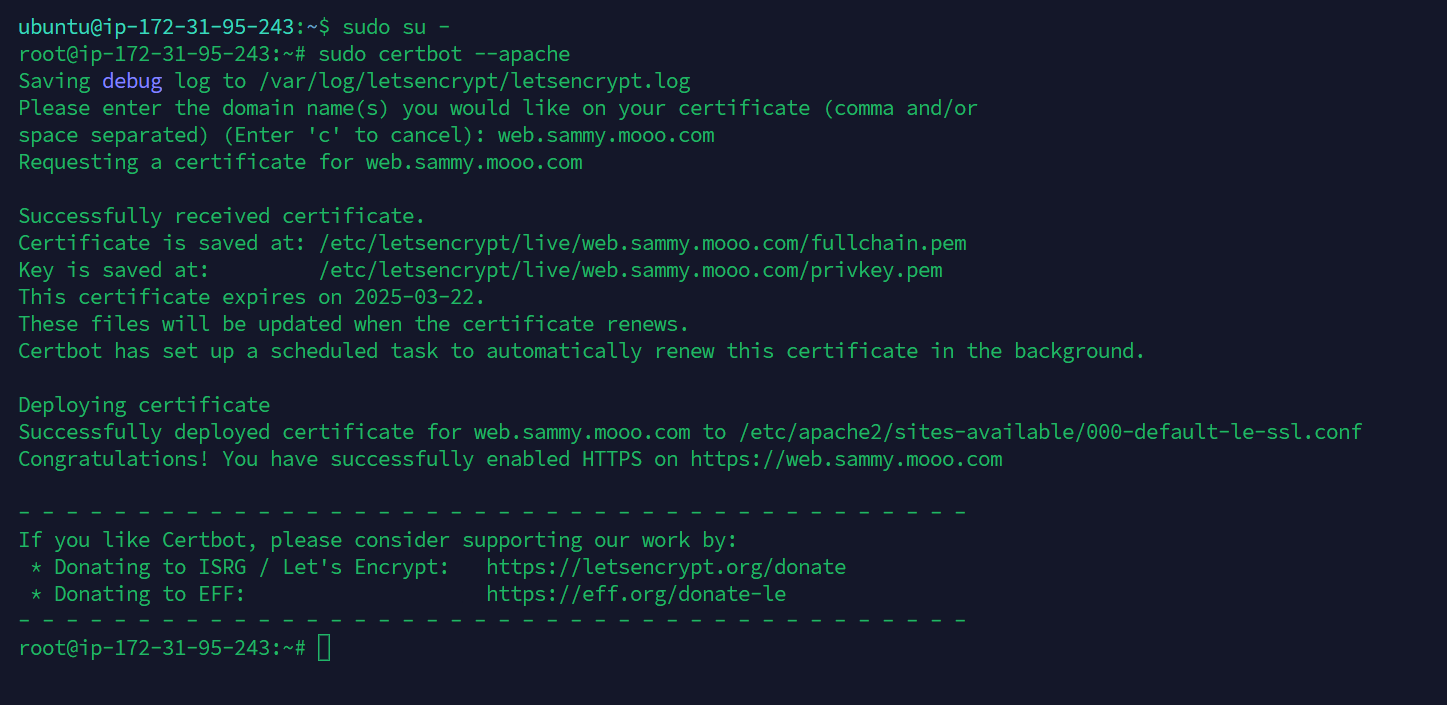 ubuntu@ip-172-31-95-243:~$ sudo su -
root@ip-172-31-95-243:~# sudo certbot --apache
Saving debug log to /var/log/letsencrypt/letsencrypt.log
Please enter the domain name(s) you would like on your certificate (comma and/or
space separated) (Enter 'c' to cancel): web.sammy.mooo.com
Requesting a certificate for web.sammy.mooo.com

Successfully received certificate.
Certificate is saved at: /etc/letsencrypt/live/web.sammy.mooo.com/fullchain.pem
Key is saved at:         /etc/letsencrypt/live/web.sammy.mooo.com/privkey.pem
This certificate expires on 2025-03-22.
These files will be updated when the certificate renews.
Certbot has set up a scheduled task to automatically renew this certificate in the background.

Deploying certificate
Successfully deployed certificate for web.sammy.mooo.com to /etc/apache2/sites-available/000-default-le-ssl.conf
Congratulations! You have successfully enabled HTTPS on https://web.sammy.mooo.com

- - - - - - - - - - - - - - - - - - - - - - - - - - - - - - - - - - - - - - - -
If you like Certbot, please consider supporting our work by:
 * Donating to ISRG / Let's Encrypt:   https://letsencrypt.org/donate
 * Donating to EFF:                    https://eff.org/donate-le
- - - - - - - - - - - - - - - - - - - - - - - - - - - - - - - - - - - - - - - -
root@ip-172-31-95-243:~#